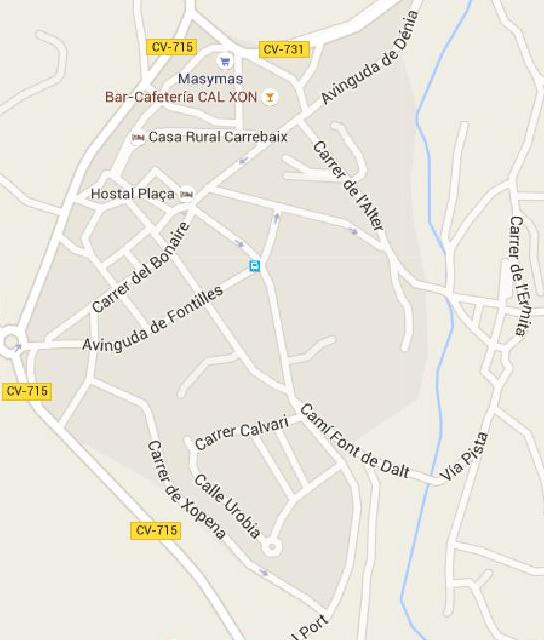 CV-715
CV-731
Avinguda de Dénia
Masymas
Bar-Cafetería CAL XON
Casa Rural Carrebaix
Carrer de l'Alter
Hostal Plaça
Carrer del Bonaire
Carrer de l'Ermita
Avinguda de Fontilles
CV-715
Carrer Calvari
Camí Font de Dalt
Vía Pista
Carrer de Xopena
Calle Urobia
CV-715
l Port